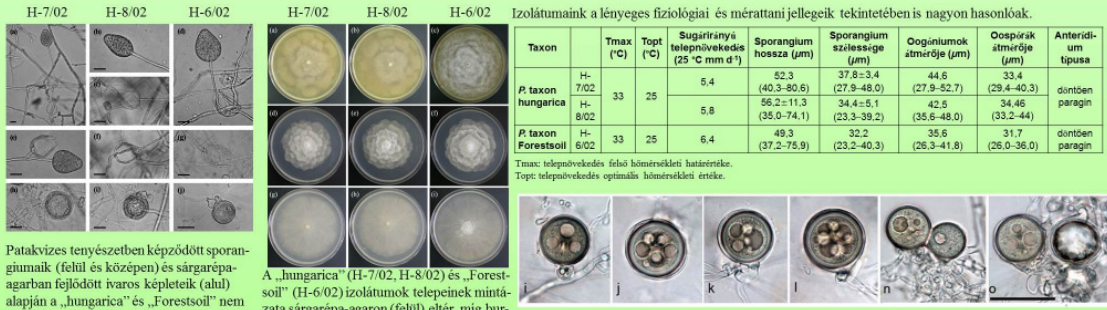 H-7/02 H-8/02 H-6/02
(a) (b) (d)
(c)
(e) (f) (g)
(h) (i) (j)
Patakvizes tenyészetben képződött sporan-
giumaik (felül és középen) és sárgarépa-
agarban fejlődött ivaros képleteik (alul)
alapján a „hungarica” és „Forestsoil” nem
H-7/02 H-8/02 H-6/02
(a) (b) (c)
(d) (e) (f)
(g) (h) (i)
A „hungarica” (H-7/02, H-8/02) és „Forest-
soil” (H-6/02) izolátumok telepeinek mintá-
zata sárgarépa-agaron (felül) eltér, míg bur-
Izolátumaink a lényeges fiziológiai és mérattani jellegeik tekintetében is nagyon hasonlóak.
Taxon Tmax (°C) Topt (°C) Sugárirányú telepnövekedés (25 °C mm d-1) Sporangium hossza (µm) Sporangium szélessége (µm) Oogóniumok átmérője (µm) Oospórák átmérője (µm) Anterídi-um típusa
P. taxon hungarica H-7/02 33 25 5,4 52,3 (40,3–80,6) 37,8±3,4 (27,9–48,0) 44,6 (27,9–52,7) 33,4 (29,4–40,3) döntően paragin
H-8/02 5,8 56,2±11,3 (35,0–74,1) 34,4±5,1 (23,3–39,2) 42,5 (35,6–48,0) 34,46 (33,2–44)
P. taxon Forestsoil H-6/02 33 25 6,4 49,3 (37,2–75,9) 32,2 (23,2–40,3) 35,6 (26,3–41,8) 31,7 (26,0–36,0) döntően paragin
Tmax: telepnövekedés felső hőmérsékleti határértéke.
Topt: telepnövekedés optimális hőmérsékleti értéke.
i j k l n o